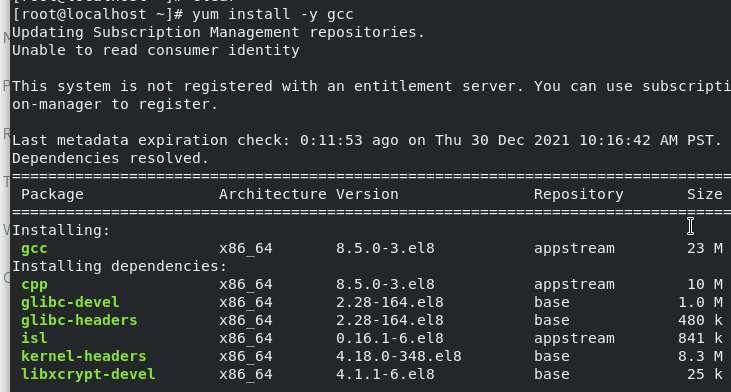 [root@localhost ~]# yum install -y gcc
Updating Subscription Management repositories.
Unable to read consumer identity
This system is not registered with an entitlement server. You can use subscripti
on-manager to register.
Last metadata expiration check: 0:11:53 ago on Thu 30 Dec 2021 10:16:42 AM PST.
Dependencies resolved.
================================================================================
Package Architecture Version Repository Size
================================================================================
Installing:
gcc x86_64 8.5.0-3.el8 appstream 23 M
Installing dependencies:
cpp x86_64 8.5.0-3.el8 appstream 10 M
glibc-devel x86_64 2.28-164.el8 base 1.0 M
glibc-headers x86_64 2.28-164.el8 base 480 k
isl x86_64 0.16.1-6.el8 appstream 841 k
kernel-headers x86_64 4.18.0-348.el8 base 8.3 M
libxcrypt-devel x86_64 4.1.1-6.el8 base 25 k